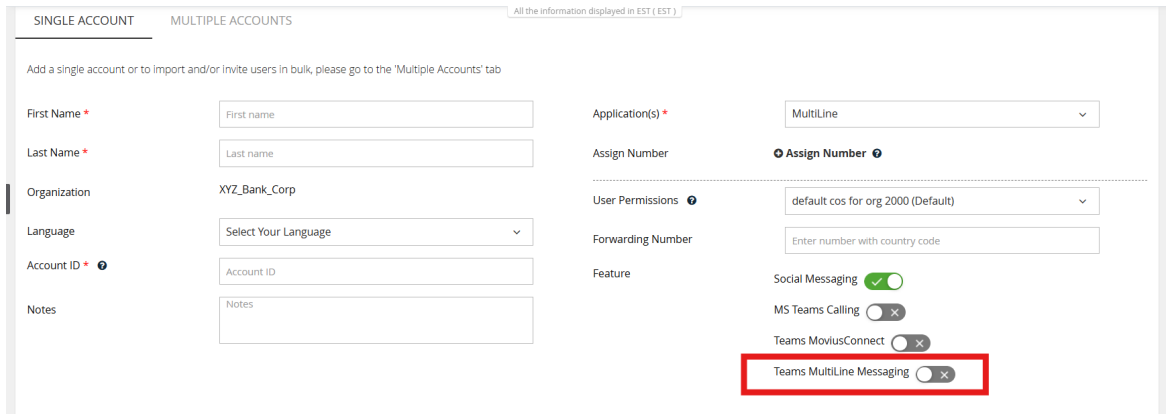 All the information displayed in EST ( EST )
SINGLE ACCOUNT
MULTIPLE ACCOUNTS
Add a single account or to import and/or invite users in bulk, please go to the 'Multiple Accounts' tab
First Name *
First name
Last Name *
Last name
Organization
XYZ_Bank_Corp
Language
Select Your Language
Account ID *
Account ID
Notes
Notes
Application(s) *
MultiLine
Assign Number
Assign Number
User Permissions
default cos for org 2000 (Default)
Forwarding Number
Enter number with country code
Feature
Social Messaging
MS Teams Calling
Teams MoviusConnect
Teams MultiLine Messaging